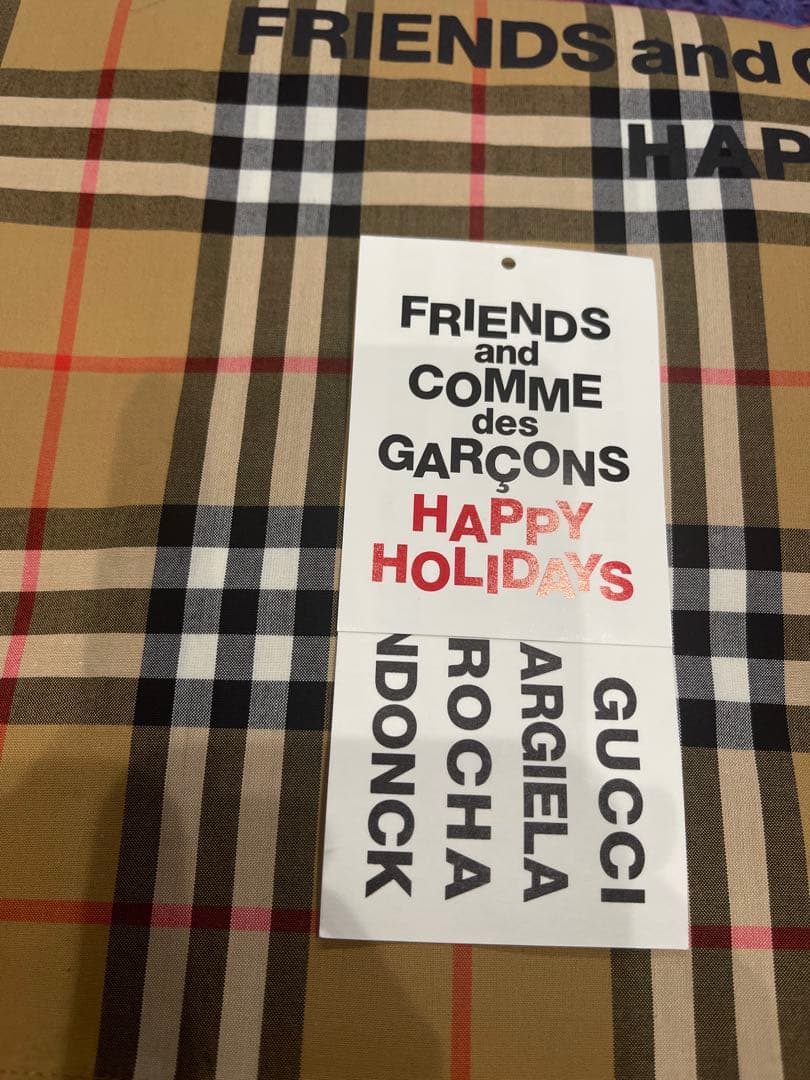 FRIENDS and
HAP
FRIENDS
and
COMME
des
GARÇONS
HAPPY
HOLIDAYS
GUCCI
ARGIELA
ROCHA
NDONCK